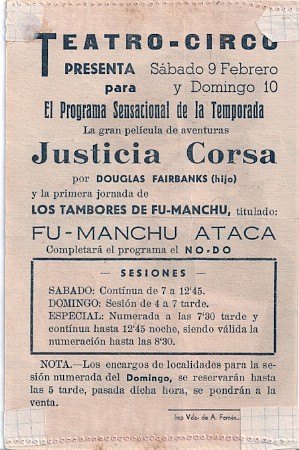 TEATRO-CIRCO
PRESENTA Sábado 9 Febrero
para y Domingo 10
El Programa Sensacional de la Temporada
La gran película de aventuras
Justicia Corsa
por DOUGLAS FAIRBANKS (hijo)
y la primera jornada de
LOS TAMBORES DE FU-MANCHU, titulado:
FU-MANCHU ATACA
Completará el programa el NO-DO
SESIONES
SABADO: Contínua de 7 a 12'45.
DOMINGO: Sesión de 4 a 7 tarde.
ESPECIAL: Numerada a las 7'30 tarde y
contínua hasta 12'45 noche, siendo válida la
numeración hasta las 8'30.
NOTA.—Los encargos de localidades para la se-
sión numerada del Domingo, se reservarán hasta
las 5 tarde, pasada dicha hora, se pondrán a la
venta.
Imp Vda. de A. Farnés.